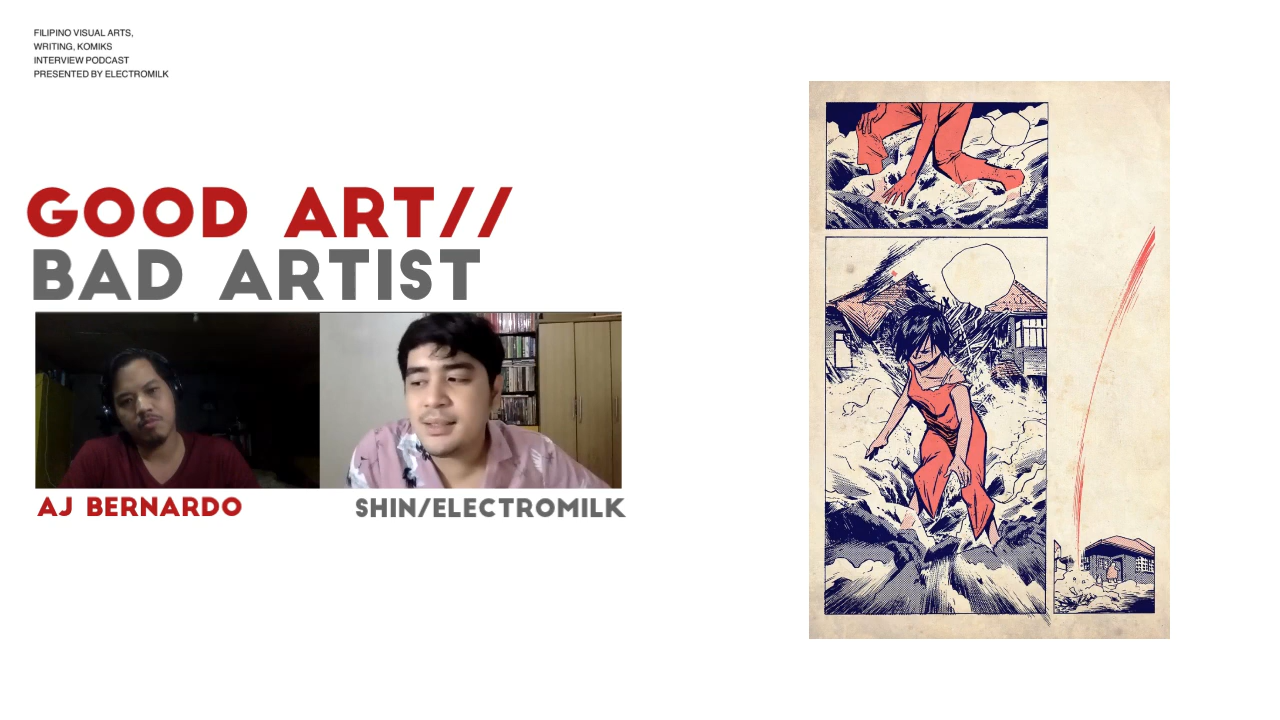 FILIPINO VISUAL ARTS,
WRITING, KOMIKS
INTERVIEW PODCAST
PRESENTED BY ELECTROMILK
GOOD ART//
BAD ARTIST
AJ BERNARDO
SHIN/ELECTROMILK